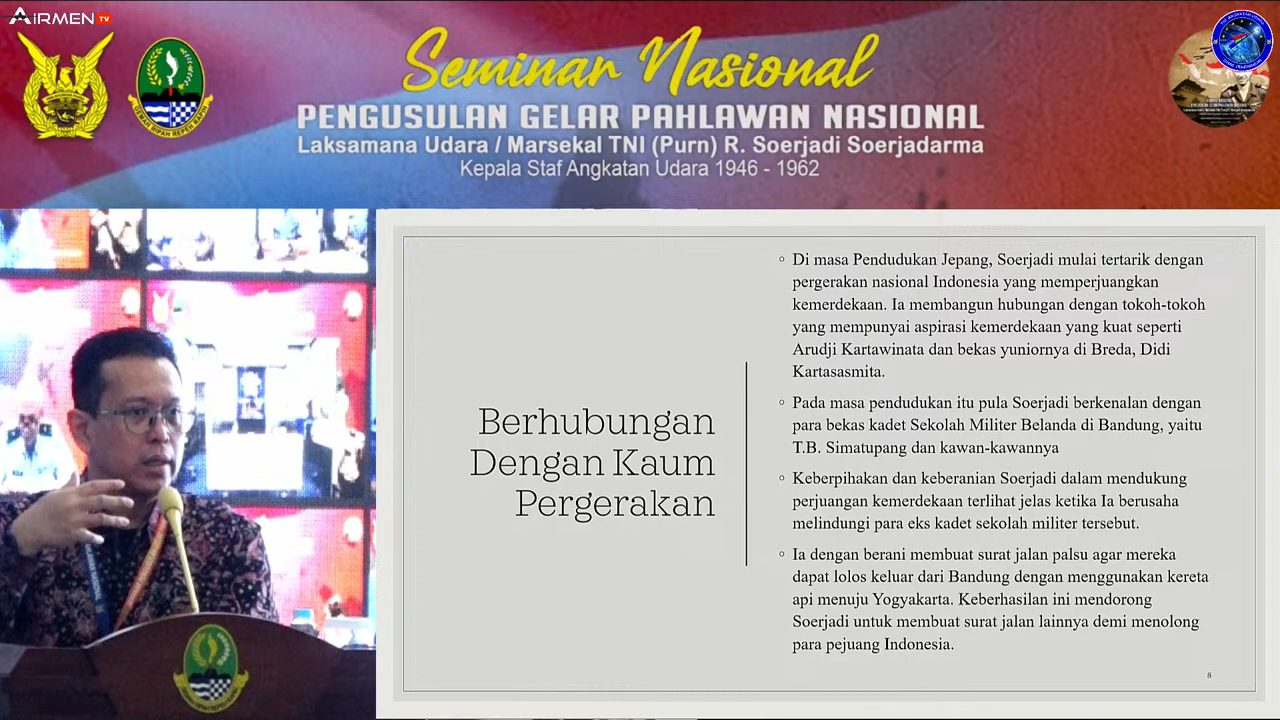 AiRMEN TV
Seminar Nasional
PENGUSULAN GELAR PAHLAWAN NASIONAL
Laksamana Udara / Marsekal TNI (Purn) R. Soerjadi Soerjadarma
Kepala Staf Angkatan Udara 1946 - 1962
Berhubungan
Dengan Kaum
Pergerakan
◦ Di masa Pendudukan Jepang, Soerjadi mulai tertarik dengan
pergerakan nasional Indonesia yang memperjuangkan
kemerdekaan. Ia membangun hubungan dengan tokoh-tokoh
yang mempunyai aspirasi kemerdekaan yang kuat seperti
Arudji Kartawinata dan bekas yuniornya di Breda, Didi
Kartasasmita.
◦ Pada masa pendudukan itu pula Soerjadi berkenalan dengan
para bekas kadet Sekolah Militer Belanda di Bandung, yaitu
T.B. Simatupang dan kawan-kawannya
◦ Keberpihakan dan keberanian Soerjadi dalam mendukung
perjuangan kemerdekaan terlihat jelas ketika Ia berusaha
melindungi para eks kadet sekolah militer tersebut.
◦ Ia dengan berani membuat surat jalan palsu agar mereka
dapat lolos keluar dari Bandung dengan menggunakan kereta
api menuju Yogyakarta. Keberhasilan ini mendorong
Soerjadi untuk membuat surat jalan lainnya demi menolong
para pejuang Indonesia.
8